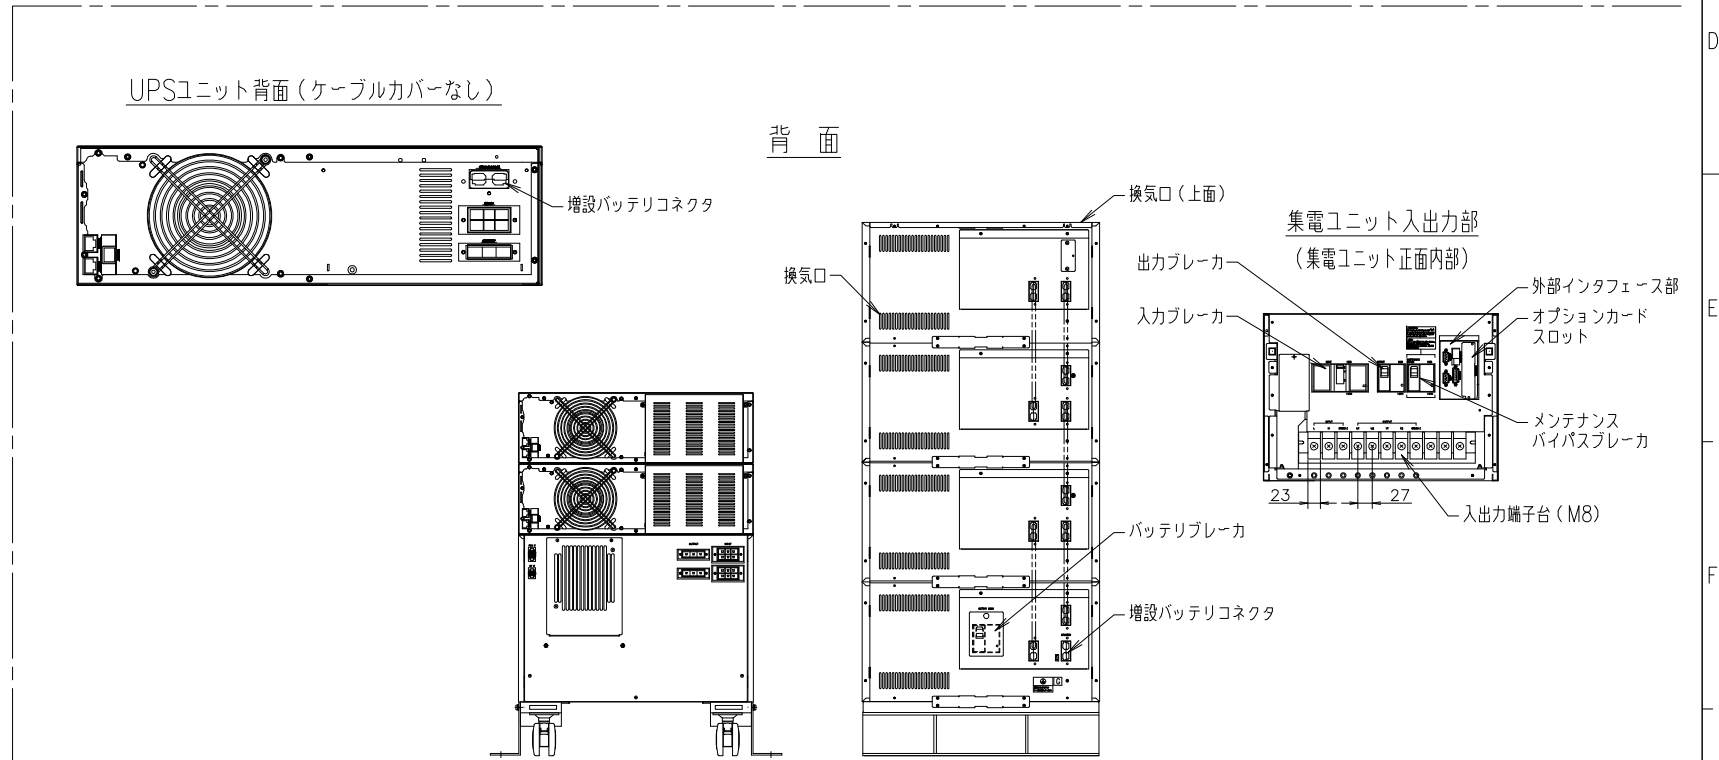 D
UPSユニット背面(ケーブルカバーなし)
背 面
増設バッテリコネクタ
換気口(上面)
集電ユニット入出力部
(集電ユニット正面内部)
出力ブレーカ
換気口
入力ブレーカ
外部インタフェース部
オプションカード
スロット
E
メンテナンス
バイパスブレーカ
23
27
入出力端子台(M8)
バッテリブレーカ
F
増設バッテリコネクタ